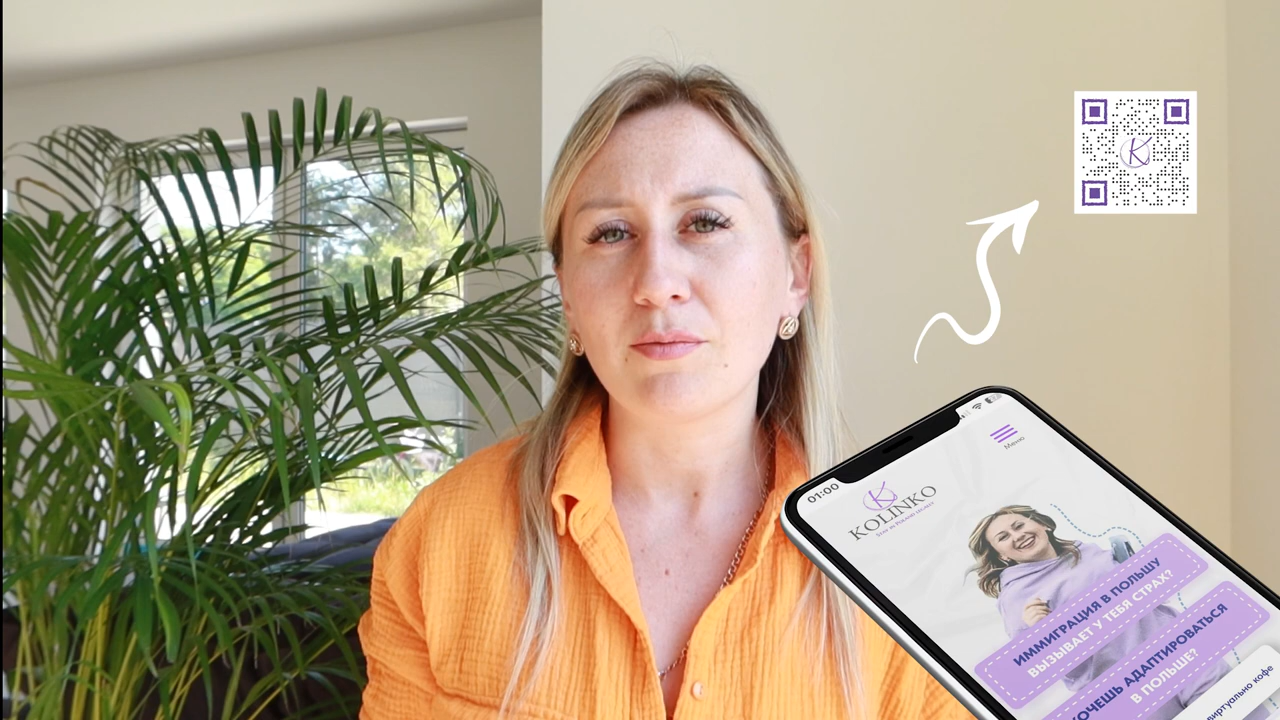 K
01:00
Меню
K
KOLINKO
ИММИГРАЦИЯ В ПОЛЬШУ
ВЫЗЫВАЕТ У ТЕБЯ СТРАХ?
ХОЧЕШЬ АДАПТИРОВАТЬСЯ
В ПОЛЬШЕ?
виртуально кофе